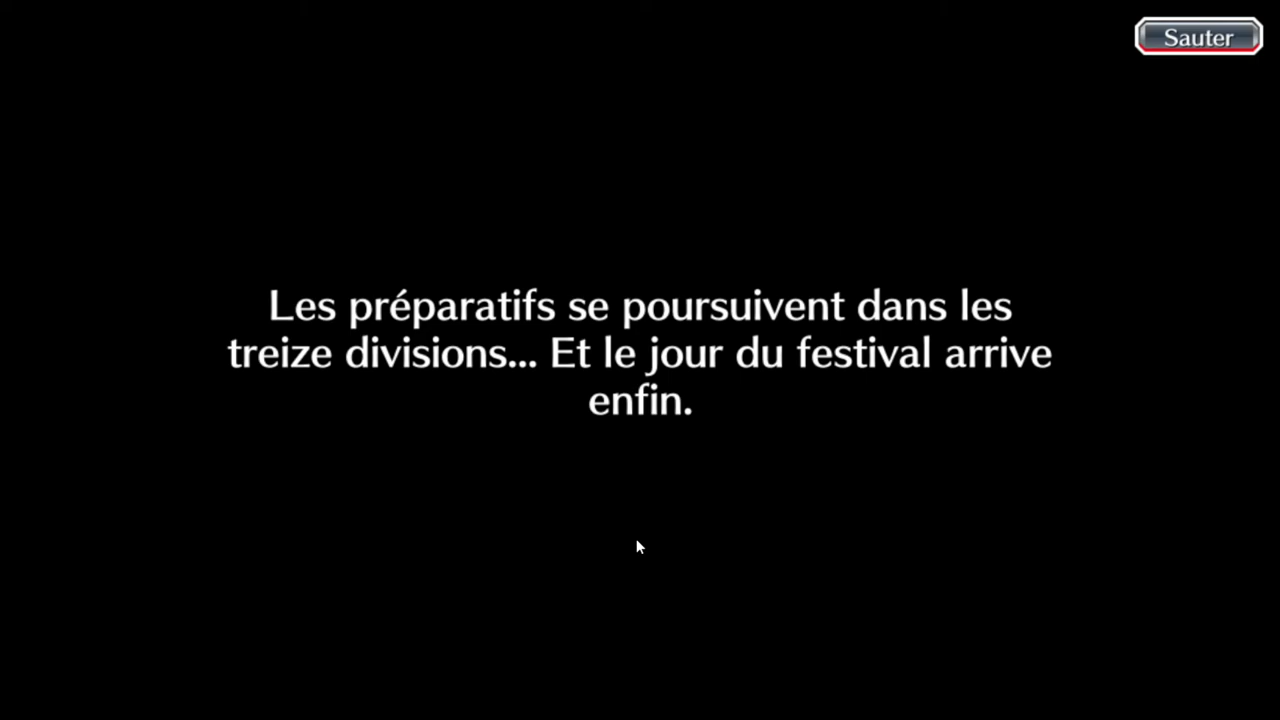 Sauter
Les préparatifs se poursuivent dans les
treize divisions... Et le jour du festival arrive
enfin.